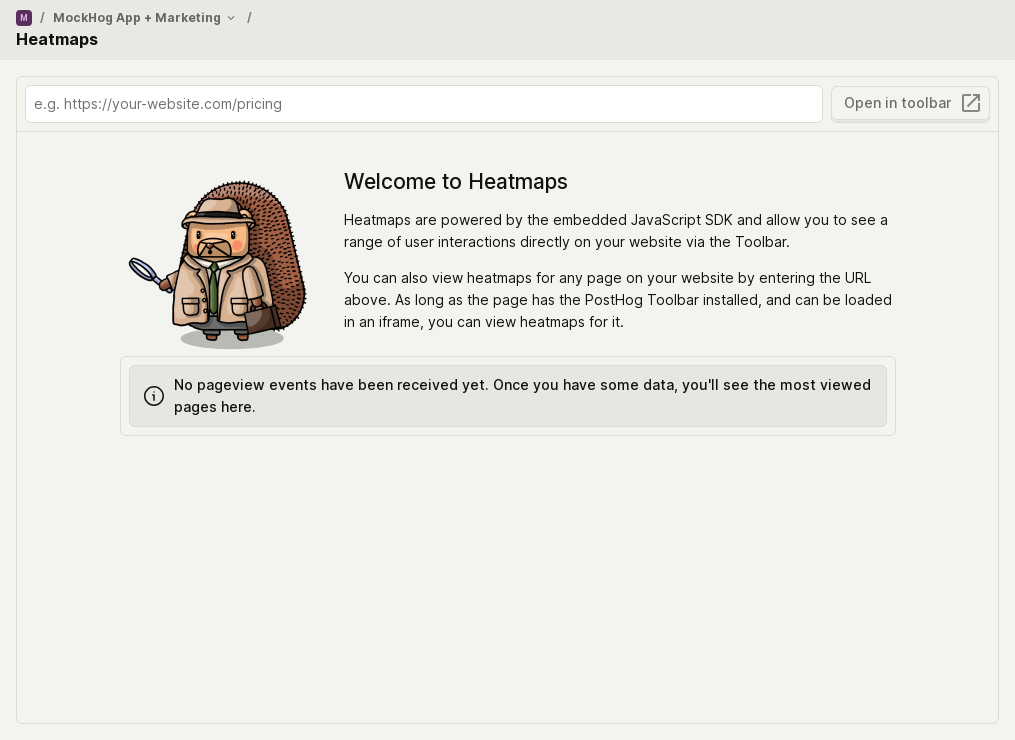 M / MockHog App + Marketing /
Heatmaps
e.g. https://your-website.com/pricing
Open in toolbar
Welcome to Heatmaps
Heatmaps are powered by the embedded JavaScript SDK and allow you to see a
range of user interactions directly on your website via the Toolbar.
You can also view heatmaps for any page on your website by entering the URL
above. As long as the page has the PostHog Toolbar installed, and can be loaded
in an iframe, you can view heatmaps for it.
No pageview events have been received yet. Once you have some data, you'll see the most viewed
pages here.